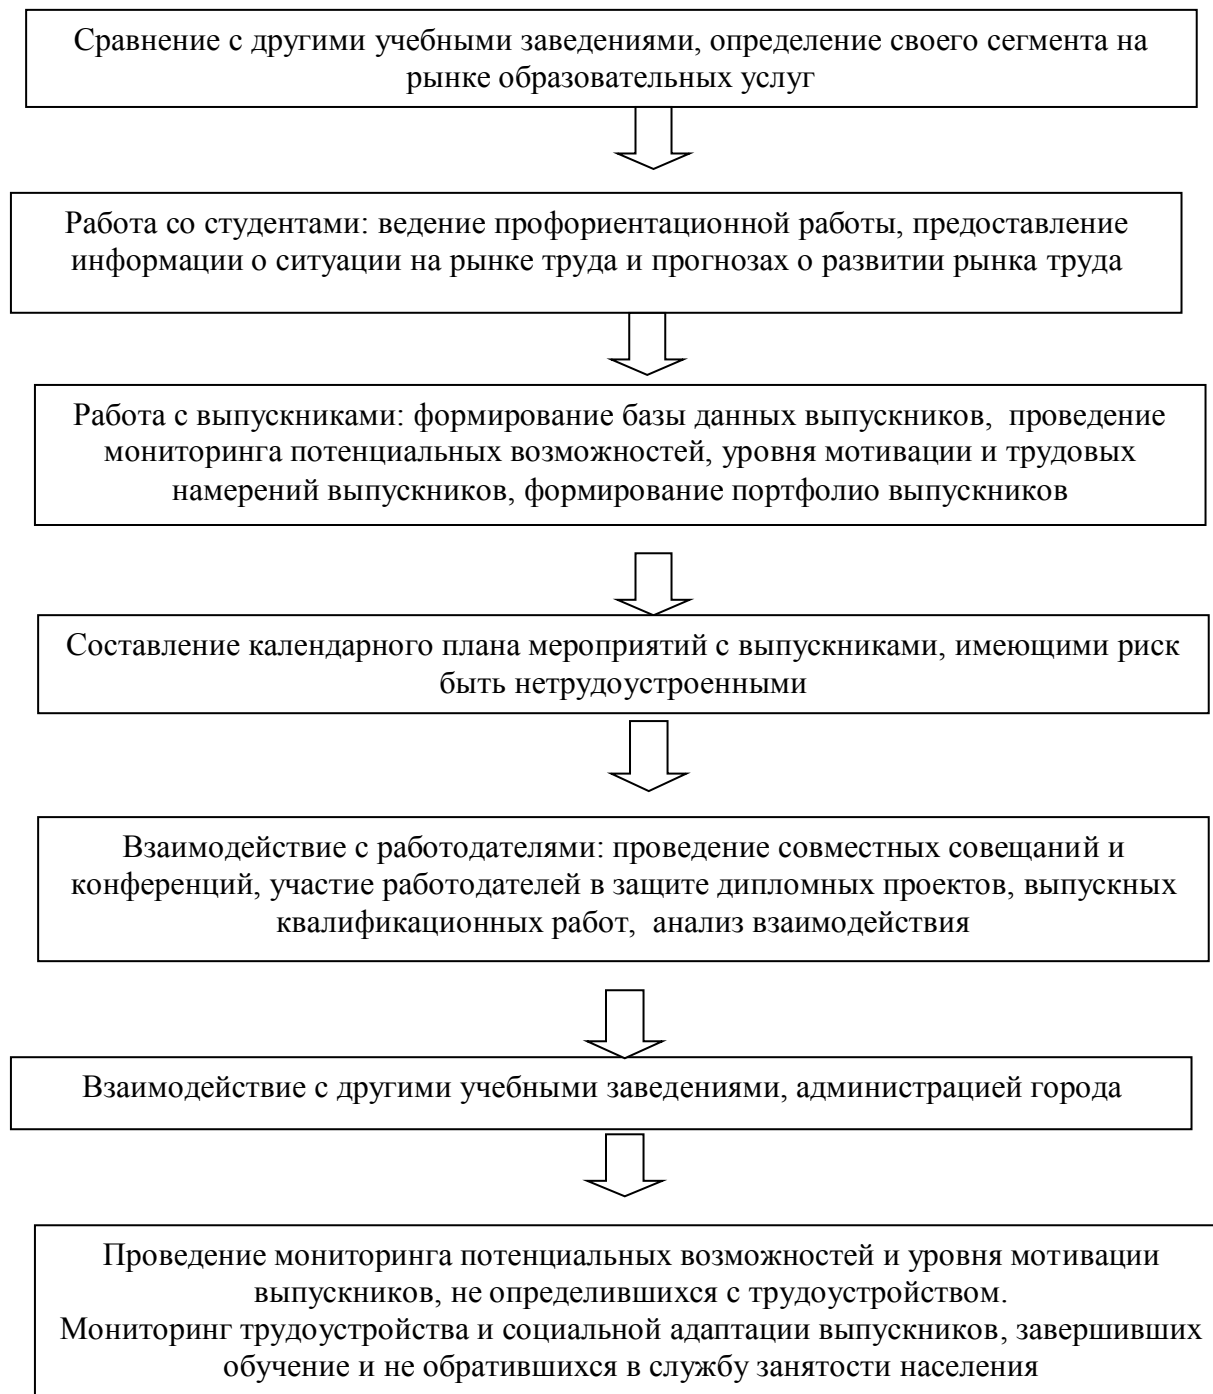 Сравнение с другими учебными заведениями, определение своего сегмента на
рынке образовательных услуг
Работа со студентами: ведение профориентационной работы, предоставление
информации о ситуации на рынке труда и прогнозах о развитии рынка труда
Работа с выпускниками: формирование базы данных выпускников,  проведение
мониторинга потенциальных возможностей, уровня мотивации и трудовых
намерений выпускников, формирование портфолио выпускников
Составление календарного плана мероприятий с выпускниками, имеющими риск
быть нетрудоустроенными
Взаимодействие с работодателями: проведение совместных совещаний и
конференций, участие работодателей в защите дипломных проектов, выпускных
квалификационных работ,  анализ взаимодействия
Взаимодействие с другими учебными заведениями, администрацией города
Проведение мониторинга потенциальных возможностей и уровня мотивации
выпускников, не определившихся с трудоустройством.
Мониторинг трудоустройства и социальной адаптации выпускников, завершивших
обучение и не обратившихся в службу занятости населения